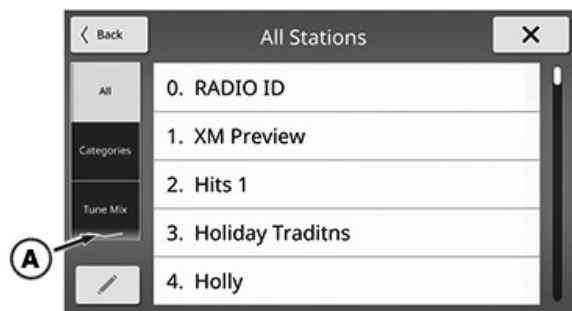 Back
All Stations
X
All
Categories
Tune Mix
A
0. RADIO ID
1. XM Preview
2. Hits 1
3. Holiday Traditns
4. Holly